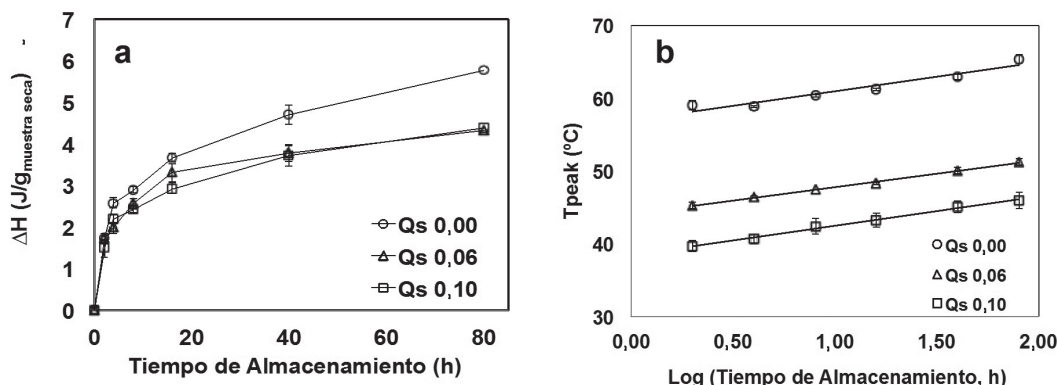 a
ΔH (J/gmuestra seca) -
7
6
5
4
3
2
1
0
0 20 40 60 80
Tiempo de Almacenamiento (h)
Qs 0,00
Qs 0,06
Qs 0,10
b
Tpeak (ºC)
70
60
50
40
30
0,00 0,50 1,00 1,50 2,00
Log (Tiempo de Almacenamiento, h)
Qs 0,00
Qs 0,06
Qs 0,10